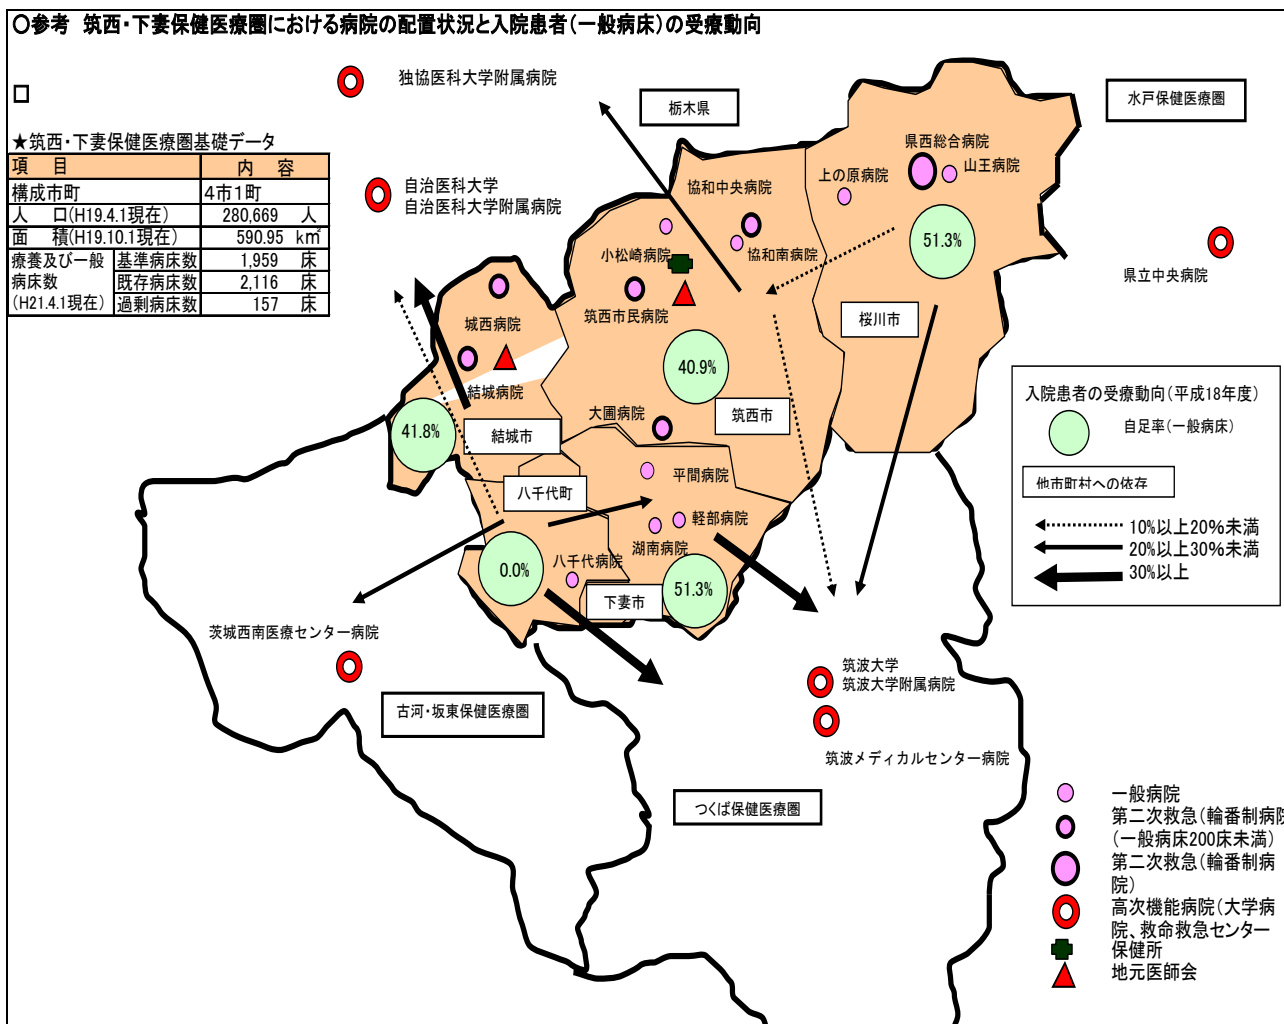 〇参考 筑西・下妻保健医療圏における病院の配置状況と入院患者(一般病床)の受療動向
独協医科大学附属病院
栃木県
水戸保健医療圏
★筑西・下妻保健医療圏基礎データ
項 目 内 容
構成市町 4市1町
人 口(H19.4.1現在) 280,669 人
面 積(H19.10.1現在) 590.95 k㎡
療養及び一般病床数(H21.4.1現在)
基準病床数 1,959 床
既存病床数 2,116 床
過剰病床数 157 床
自治医科大学
自治医科大学附属病院
県西総合病院
山王病院
上の原病院
協和中央病院
協和南病院
小松崎病院
51.3%
県立中央病院
城西病院
筑西市民病院
桜川市
結城病院
40.9%
大圃病院
筑西市
41.8%
結城市
入院患者の受療動向(平成18年度)
自足率(一般病床)
他市町村への依存
10%以上20%未満
20%以上30%未満
30%以上
平間病院
八千代町
軽部病院
湖南病院
八千代病院
0.0%
下妻市
51.3%
茨城西南医療センター病院
筑波大学
筑波大学附属病院
古河・坂東保健医療圏
筑波メディカルセンター病院
つくば保健医療圏
一般病院
第二次救急(輪番制病院
(一般病床200床未満)
第二次救急(輪番制病
院)
高次機能病院(大学病
院、救命救急センター
保健所
地元医師会